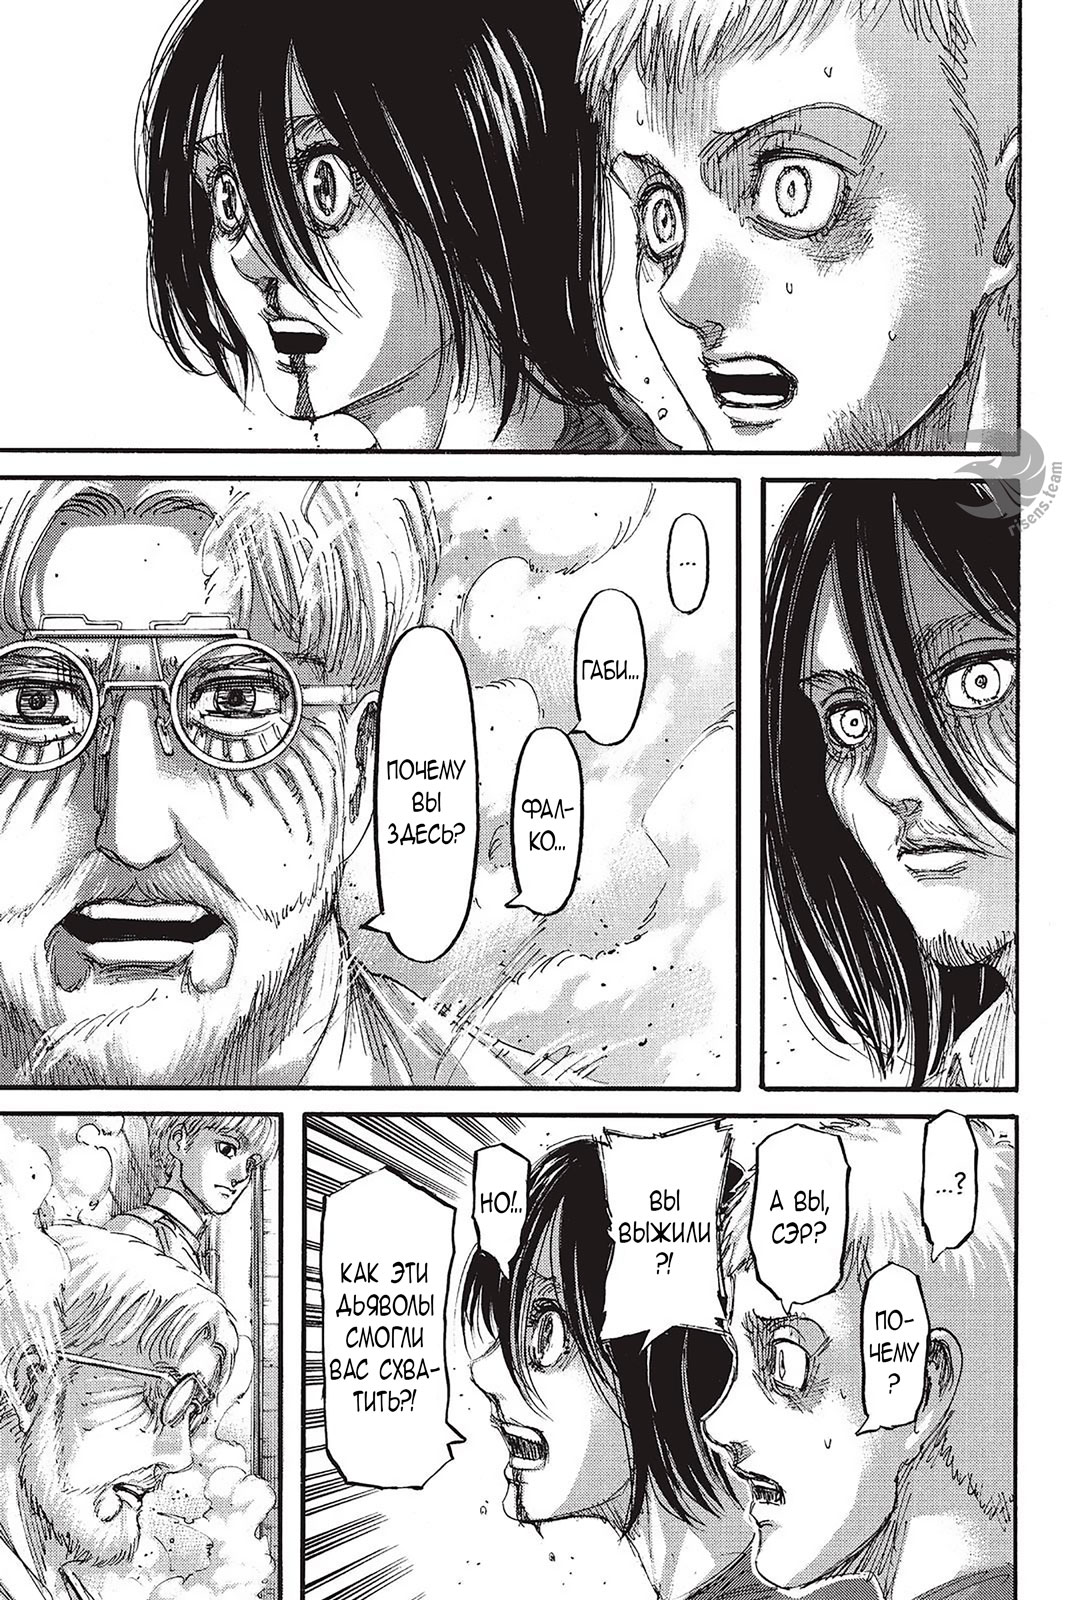 risens.team
...
ГАБИ...
ФАЛ-
КО...
ПОЧЕМУ
ВЫ
ЗДЕСЬ?
...?
ПО-
ЧЕМУ
?
А ВЫ,
СЭР?
ВЫ
ВЫЖИЛИ
?!
НО!..
КАК ЭТИ
ДЬЯВОЛЫ
СМОГЛИ
ВАС СХВА-
ТИТЬ?!